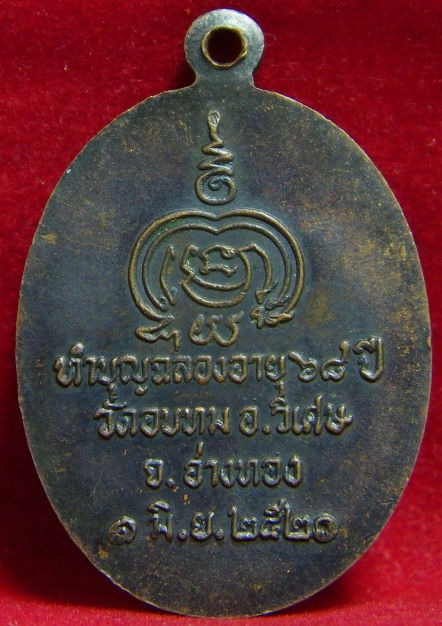 ทำบุญฉลองอายุ ๖๘ ปี
วัดอบทม อ.วิเศษ
จ.อ่างทอง
๑ มิ.ย.๒๕๒๑